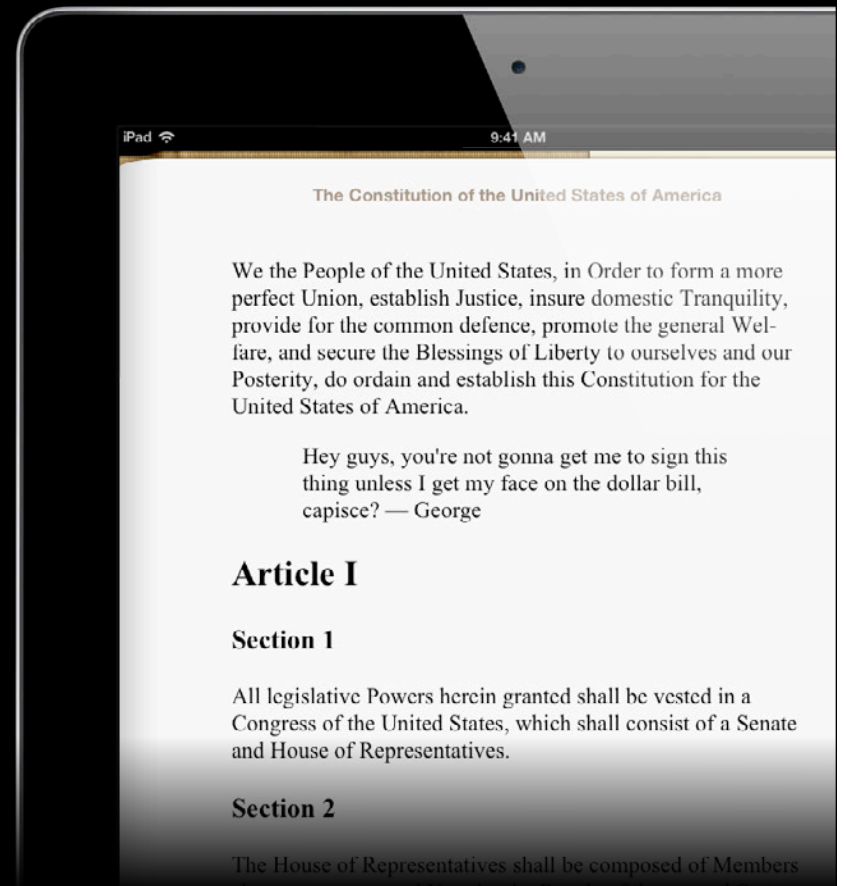 iPad
9:41 AM
The Constitution of the United States of America
We the People of the United States, in Order to form a more
perfect Union, establish Justice, insure domestic Tranquility,
provide for the common defence, promote the general Wel-
fare, and secure the Blessings of Liberty to ourselves and our
Posterity, do ordain and establish this Constitution for the
United States of America.
Hey guys, you're not gonna get me to sign this
thing unless I get my face on the dollar bill,
capisce? — George
Article I
Section 1
All legislative Powers herein granted shall be vested in a
Congress of the United States, which shall consist of a Senate
and House of Representatives.
Section 2
The House of Representatives shall be composed of Members